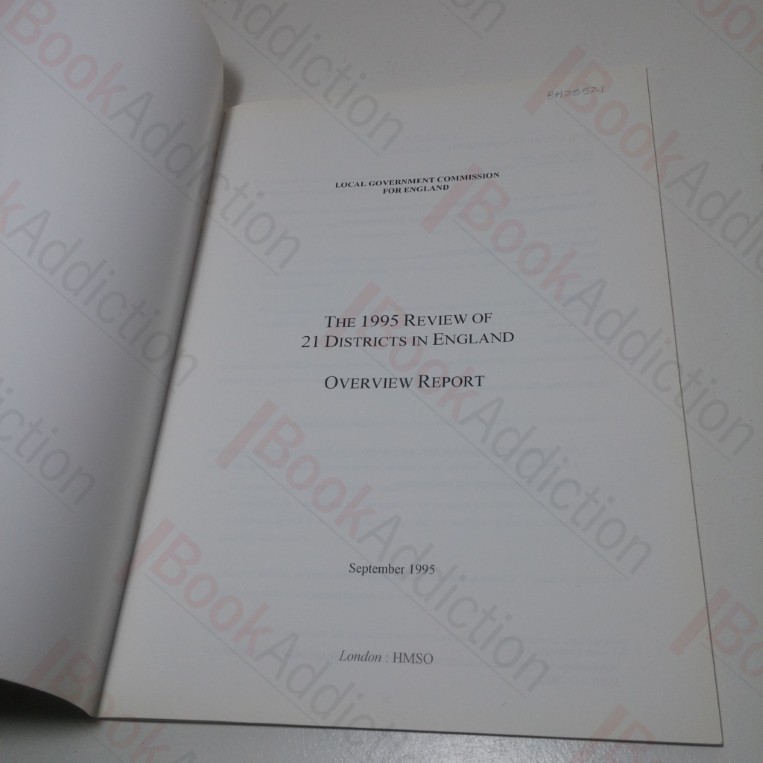 LOCAL GOVERNMENT COMMISSION
FOR ENGLAND
THE 1995 REVIEW OF
21 DISTRICTS IN ENGLAND
OVERVIEW REPORT
September 1995
London : HMSO
BookAddiction